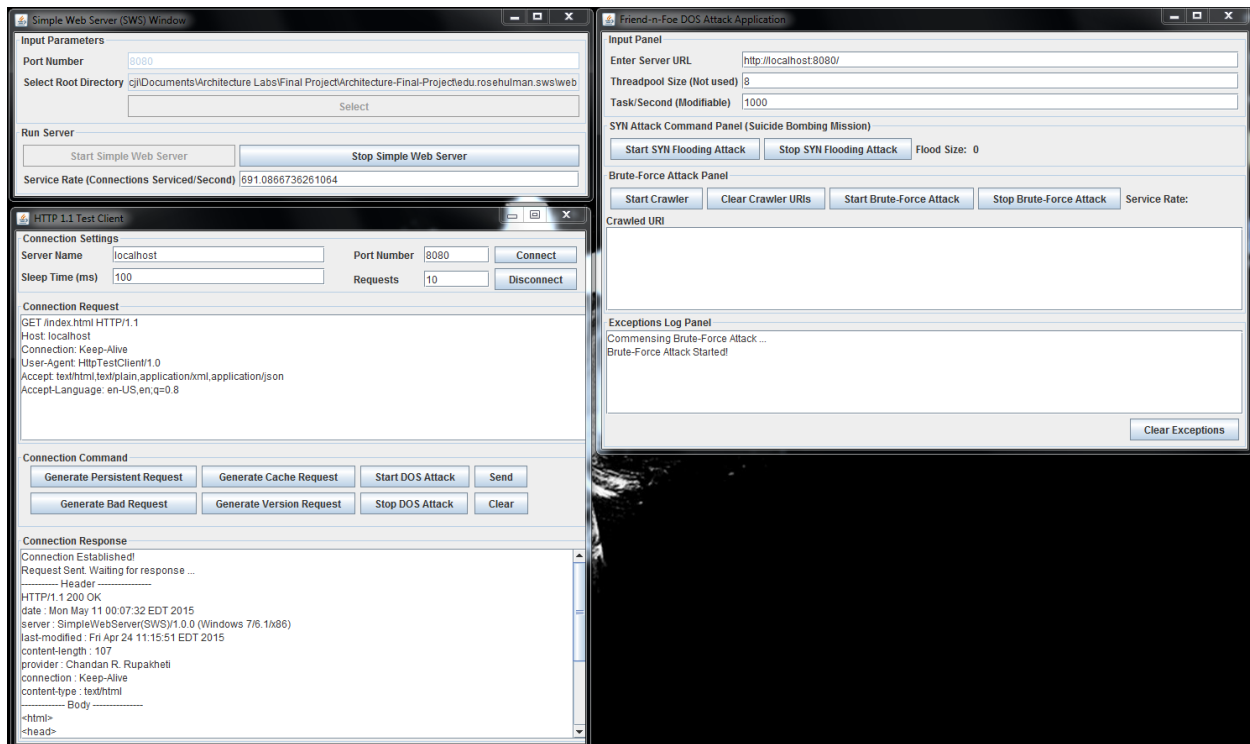 Simple Web Server (SWS) Window
Input Parameters
Port Number 8080
Select Root Directory cji\Documents\Architecture Labs\Final Project\Architecture-Final-Project\edu.rosehulman.sws\web
Select
Run Server
Start Simple Web Server Stop Simple Web Server
Service Rate (Connections Serviced/Second) 691.0866736261064
HTTP 1.1 Test Client
Connection Settings
Server Name localhost Port Number 8080 Connect
Sleep Time (ms) 100 Requests 10 Disconnect
Connection Request
GET /index.html HTTP/1.1
Host: localhost
Connection: Keep-Alive
User-Agent: HttpTestClient/1.0
Accept: text/html,text/plain,application/xml,application/json
Accept-Language: en-US,en;q=0.8
Connection Command
Generate Persistent Request Generate Cache Request Start DOS Attack Send
Generate Bad Request Generate Version Request Stop DOS Attack Clear
Connection Response
Connection Established!
Request Sent. Waiting for response ...
----------- Header ----------------
HTTP/1.1 200 OK
date : Mon May 11 00:07:32 EDT 2015
server : SimpleWebServer(SWS)/1.0.0 (Windows 7/6.1/x86)
last-modified : Fri Apr 24 11:15:51 EDT 2015
content-length : 107
provider : Chandan R. Rupakheti
connection : Keep-Alive
content-type : text/html
------------- Body ---------------
<html>
<head>
Friend-n-Foe DOS Attack Application
Input Panel
Enter Server URL http://localhost:8080/
Threadpool Size (Not used) 8
Task/Second (Modifiable) 1000
SYN Attack Command Panel (Suicide Bombing Mission)
Start SYN Flooding Attack Stop SYN Flooding Attack Flood Size: 0
Brute-Force Attack Panel
Start Crawler Clear Crawler URIs Start Brute-Force Attack Stop Brute-Force Attack Service Rate:
Crawled URI
Exceptions Log Panel
Commensing Brute-Force Attack ...
Brute-Force Attack Started!
Clear Exceptions